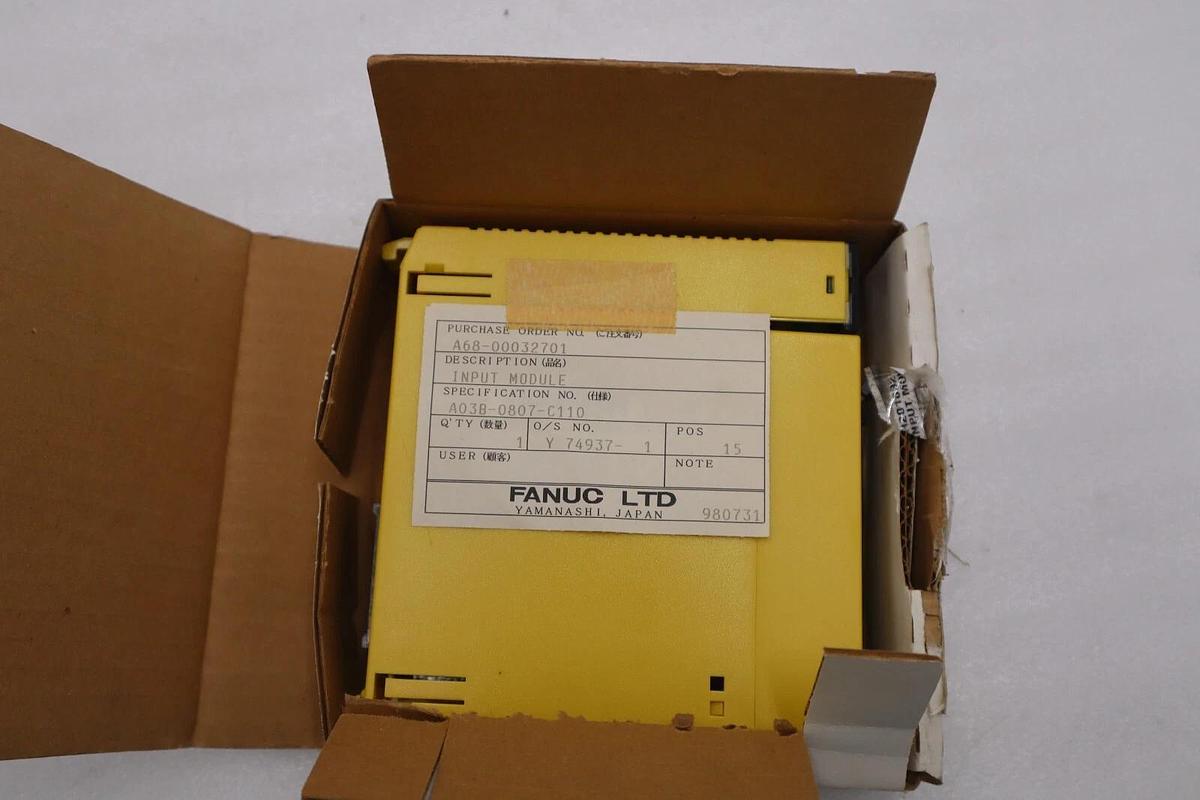 PURCHASE ORDER NO. (ご注文番号)
A68-00032701
DESCRIPTION (品名)
INPUT MODULE
SPECIFICATION NO. (仕様)
A03B-0807-C110
Q'TY (数量) O/S NO. POS
1 Y 74937- 1 15
USER (顧客) NOTE
FANUC LTD
YAMANASHI, JAPAN 980731